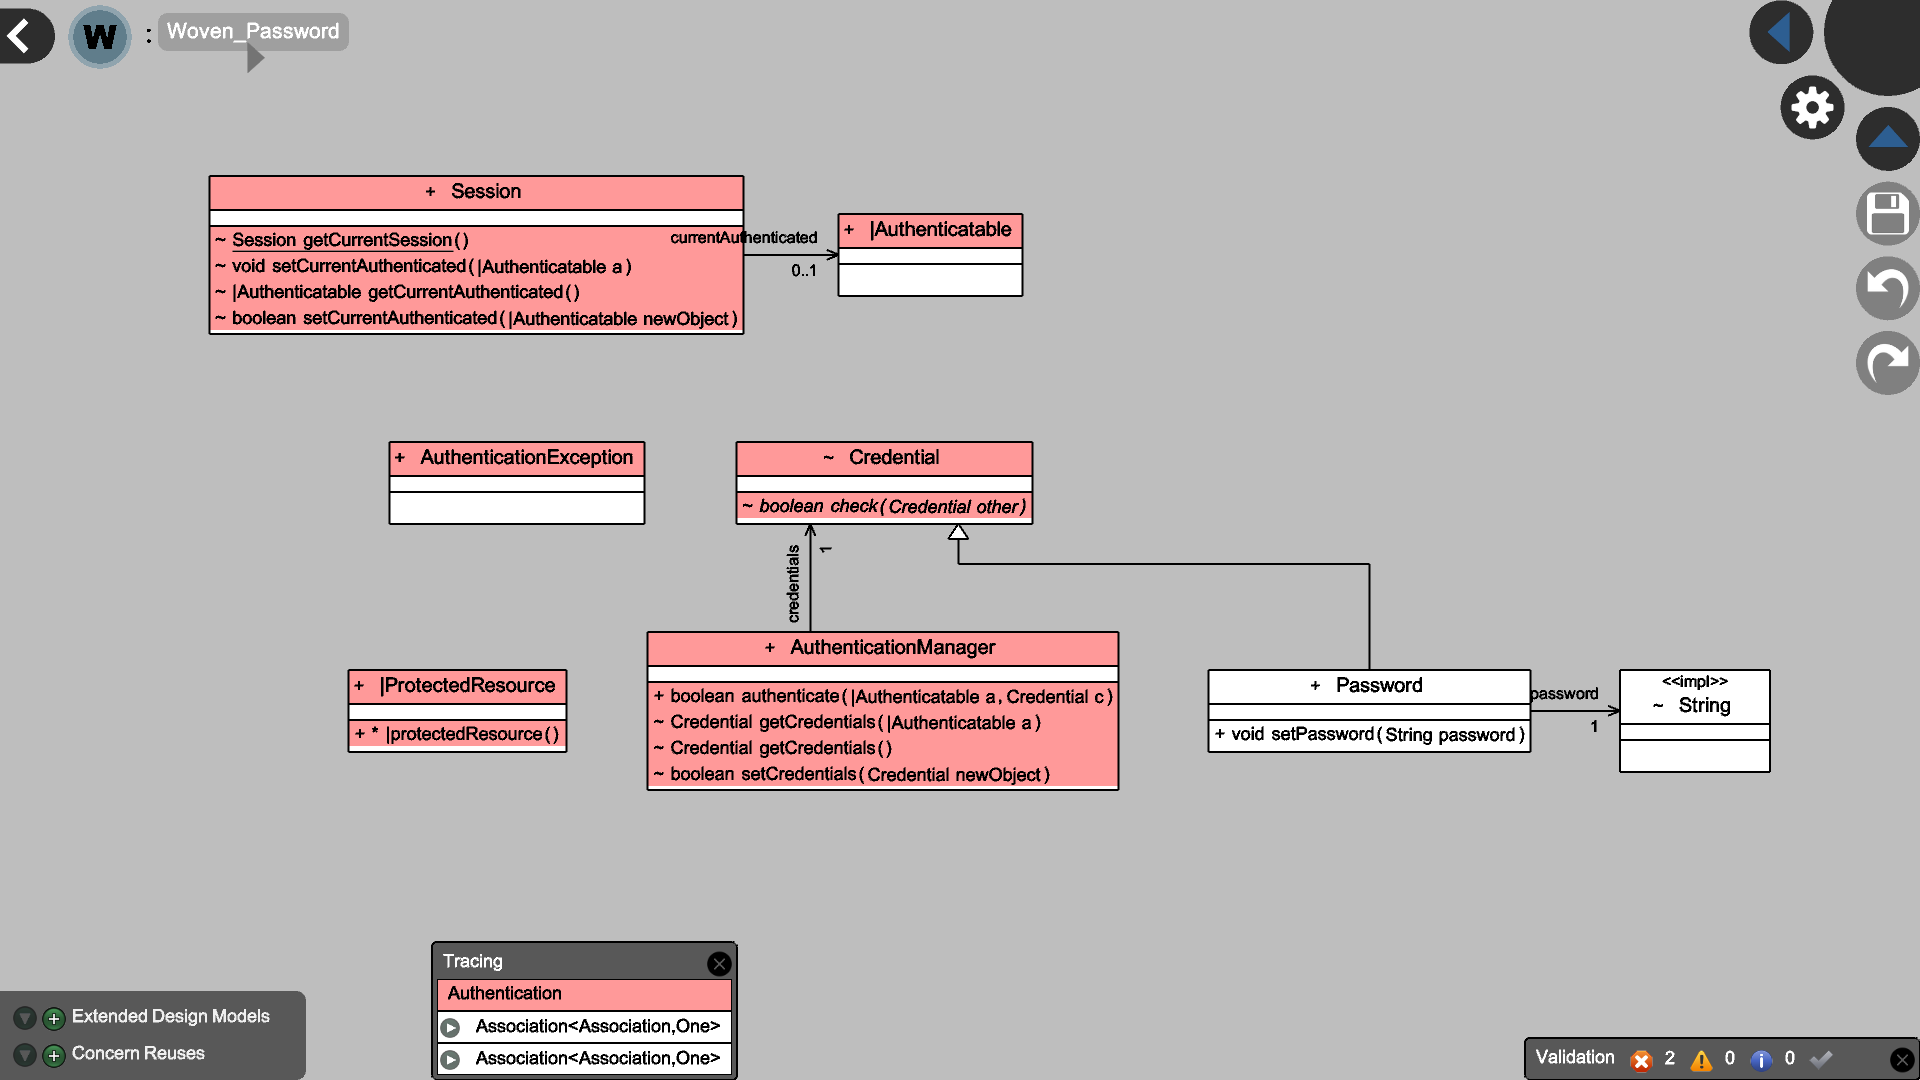 W : Woven_Password
+ Session
~ Session getCurrentSession()
~ void setCurrentAuthenticated(|Authenticatable a)
~ |Authenticatable getCurrentAuthenticated()
~ boolean setCurrentAuthenticated(|Authenticatable newObject)
currentAuthenticated
0..1
+ |Authenticatable
+ AuthenticationException
~ Credential
~ boolean check(Credential other)
credentials
1
+ AuthenticationManager
+ boolean authenticate(|Authenticatable a, Credential c)
~ Credential getCredentials(|Authenticatable a)
~ Credential getCredentials()
~ boolean setCredentials(Credential newObject)
+ |ProtectedResource
+ * |protectedResource()
+ Password
+ void setPassword(String password)
password
1
<<impl>>
~ String
Tracing
Authentication
Association<Association,One>
Association<Association,One>
Extended Design Models
Concern Reuses
Validation 2 0 0